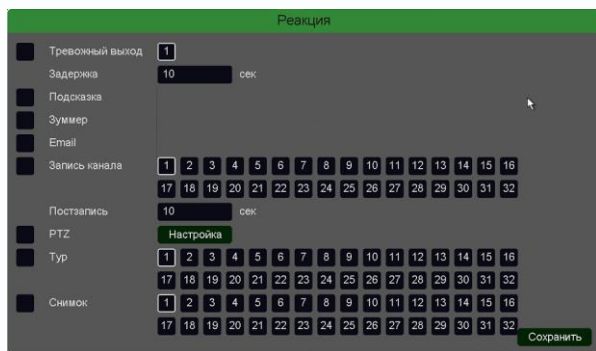 Реакция
Тревожный выход 1
Задержка 10 сек
Подсказка
Зуммер
Email
Запись канала 1 2 3 4 5 6 7 8 9 10 11 12 13 14 15 16
17 18 19 20 21 22 23 24 25 26 27 28 29 30 31 32
Постзапись 10 сек
PTZ Настройка
Тур 1 2 3 4 5 6 7 8 9 10 11 12 13 14 15 16
17 18 19 20 21 22 23 24 25 26 27 28 29 30 31 32
Снимок 1 2 3 4 5 6 7 8 9 10 11 12 13 14 15 16
17 18 19 20 21 22 23 24 25 26 27 28 29 30 31 32
Сохранить